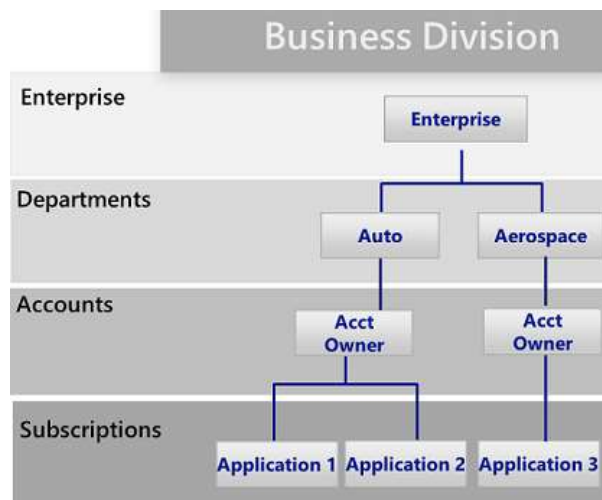 Business Division
Enterprise
Enterprise
Departments
Auto
Aerospace
Accounts
Acct
Owner
Acct
Owner
Subscriptions
Application 1
Application 2
Application 3